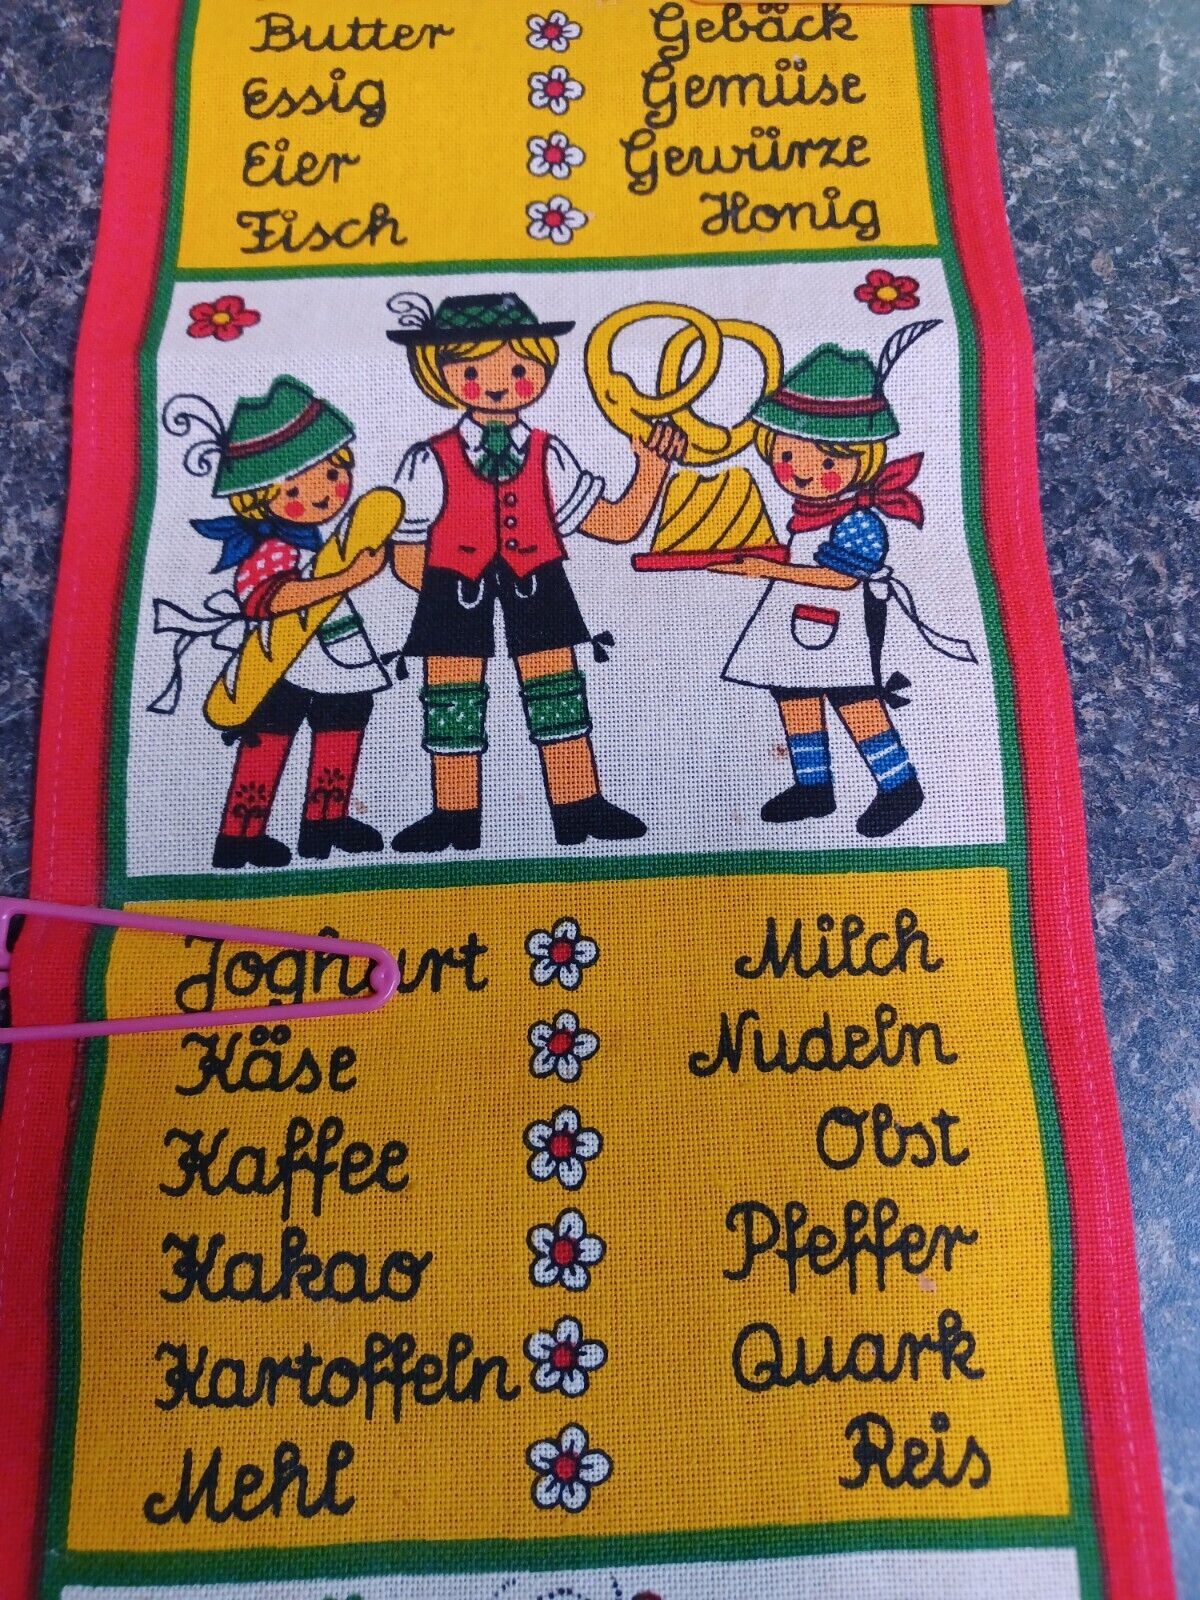 Butter Gebäck
Essig Gemüse
Eier Gewürze
Fisch Honig
Joghurt Milch
Käse Nudeln
Kaffee Obst
Kakao Pfeffer
Kartoffeln Quark
Mehl Reis